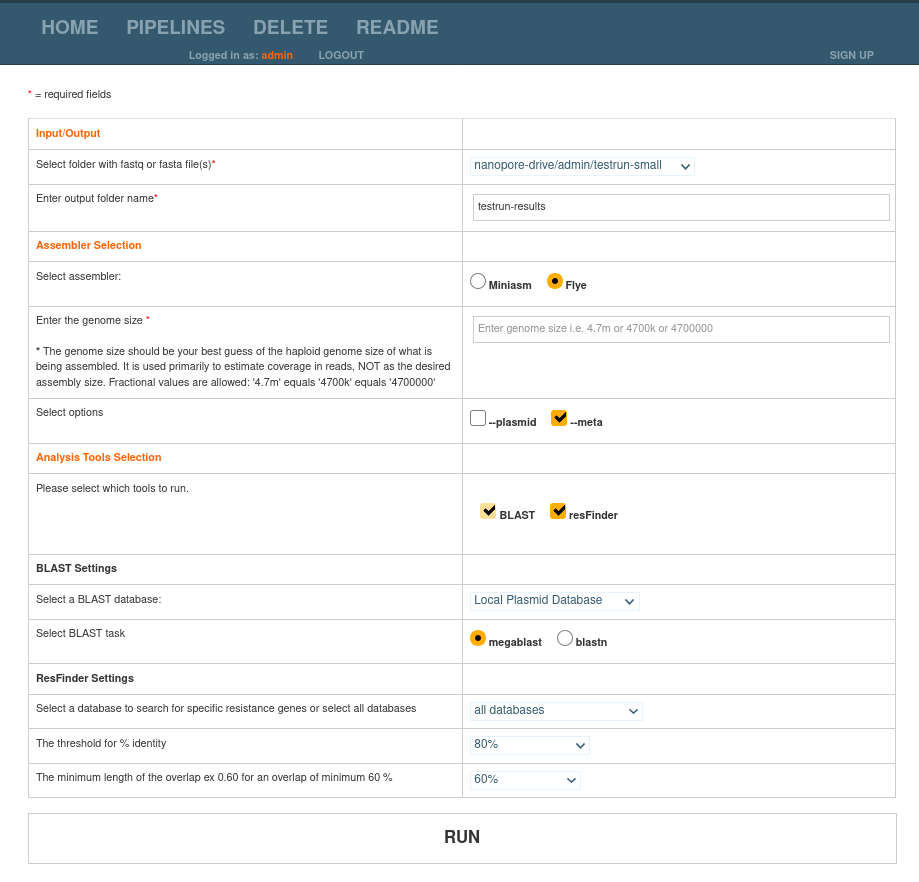 HOME PIPELINES DELETE README
Logged in as: admin LOGOUT SIGN UP
* = required fields
Input/Output
Select folder with fastq or fasta file(s)* nanopore-drive/admin/testrun-small
Enter output folder name* testrun-results
Assembler Selection
Select assembler: Miniasm Flye
Enter the genome size * Enter genome size i.e. 4.7m or 4700k or 4700000
* The genome size should be your best guess of the haploid genome size of what is
being assembled. It is used primarily to estimate coverage in reads, NOT as the desired
assembly size. Fractional values are allowed: '4.7m' equals '4700k' equals '4700000'
Select options --plasmid --meta
Analysis Tools Selection
Please select which tools to run.
BLAST resFinder
BLAST Settings
Select a BLAST database: Local Plasmid Database
Select BLAST task megablast blastn
ResFinder Settings
Select a database to search for specific resistance genes or select all databases all databases
The threshold for % identity 80%
The minimum length of the overlap ex 0.60 for an overlap of minimum 60 % 60%
RUN